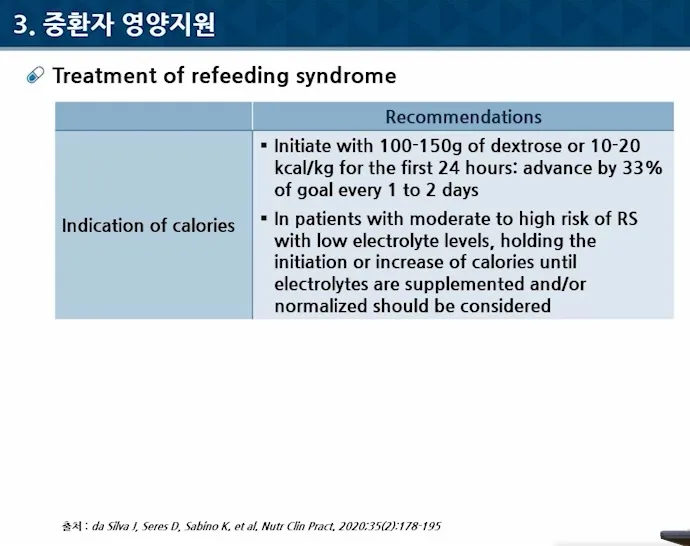 3. 중환자 영양지원
Treatment of refeeding syndrome
Recommendations
Indication of calories
▪ Initiate with 100-150g of dextrose or 10-20
kcal/kg for the first 24 hours: advance by 33%
of goal every 1 to 2 days
▪ In patients with moderate to high risk of RS
with low electrolyte levels, holding the
initiation or increase of calories until
electrolytes are supplemented and/or
normalized should be considered
출처 : da Silva J, Seres D, Sabino K, et al, Nutr Clin Pract. 2020;35(2):178-195